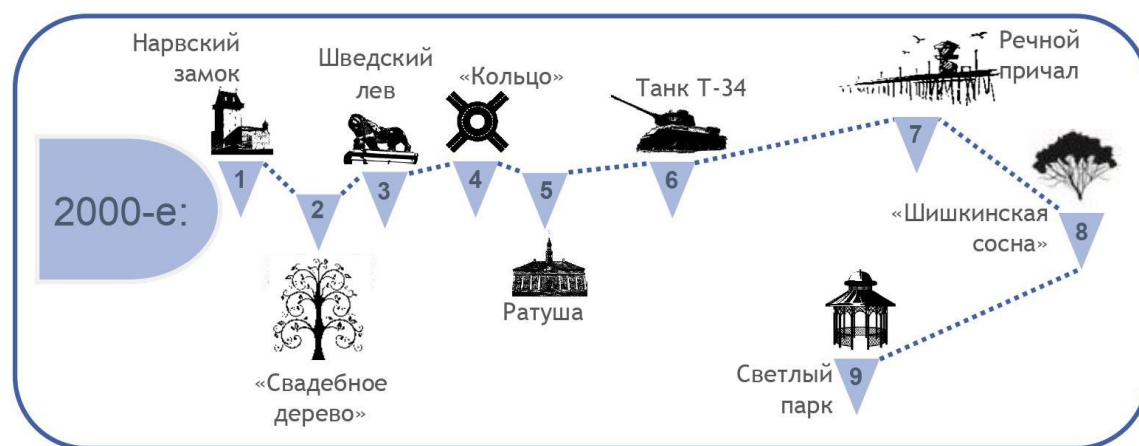 2000-е:
Нарвский
замок
1
2
«Свадебное
дерево»
Шведский
лев
3
«Кольцо»
4
5
Ратуша
Танк Т-34
6
Речной
причал
7
«Шишкинская
сосна»
8
Светлый
парк
9